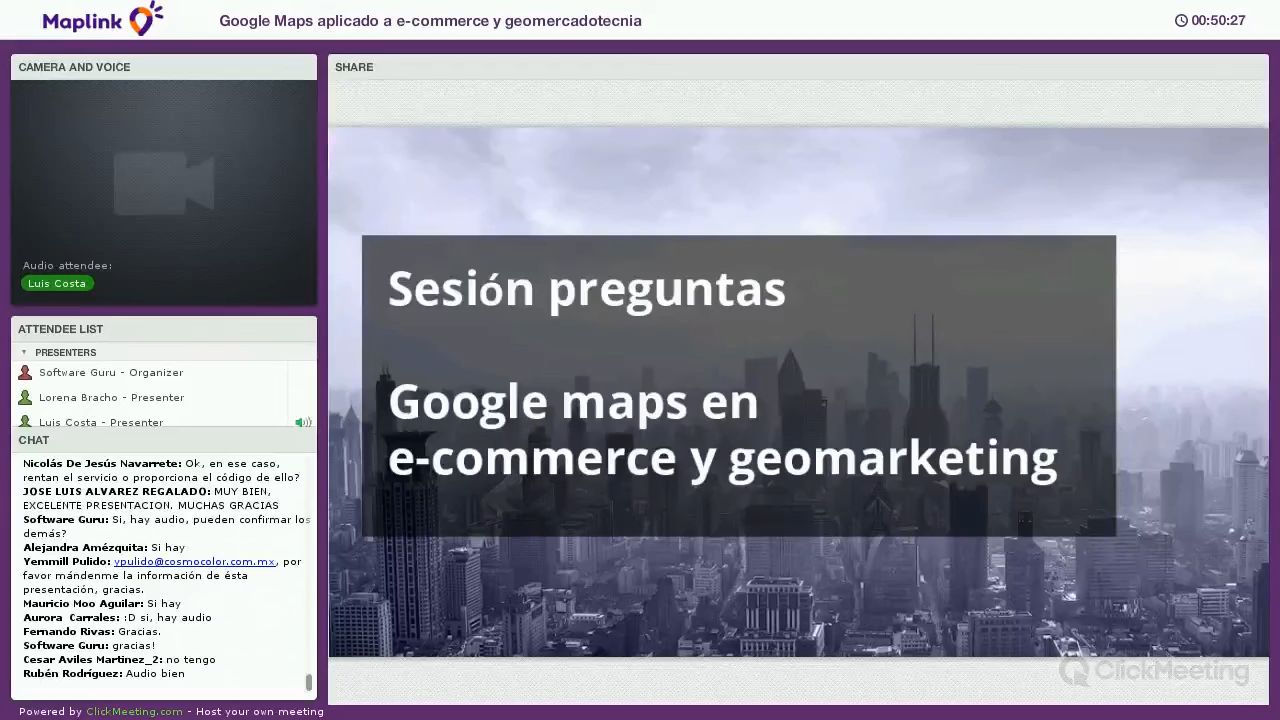 Maplink
Google Maps aplicado a e-commerce y geomercadotecnia
00:50:27
CAMERA AND VOICE
Audio attendee:
Luis Costa
ATTENDEE LIST
PRESENTERS
Software Guru - Organizer
Lorena Bracho - Presenter
Luis Costa - Presenter
CHAT
Nicolás De Jesús Navarrete: Ok, en ese caso,
rentan el servicio o proporciona el código de ello?
JOSE LUIS ALVAREZ REGALADO: MUY BIEN,
EXCELENTE PRESENTACION. MUCHAS GRACIAS
Software Guru: Si, hay audio, pueden confirmar los
demás?
Alejandra Amézquita: Si hay
Yemmill Pulido: ypulido@cosmocolor.com.mx, por
favor mándenme la información de ésta
presentación, gracias.
Mauricio Moo Aguilar: Si hay
Aurora Carrales: :D si, hay audio
Fernando Rivas: Gracias.
Software Guru: gracias!
Cesar Aviles Martinez_2: no tengo
Rubén Rodríguez: Audio bien
Powered by ClickMeeting.com - Host your own meeting
SHARE
Sesión preguntas
Google maps en
e-commerce y geomarketing
ClickMeeting